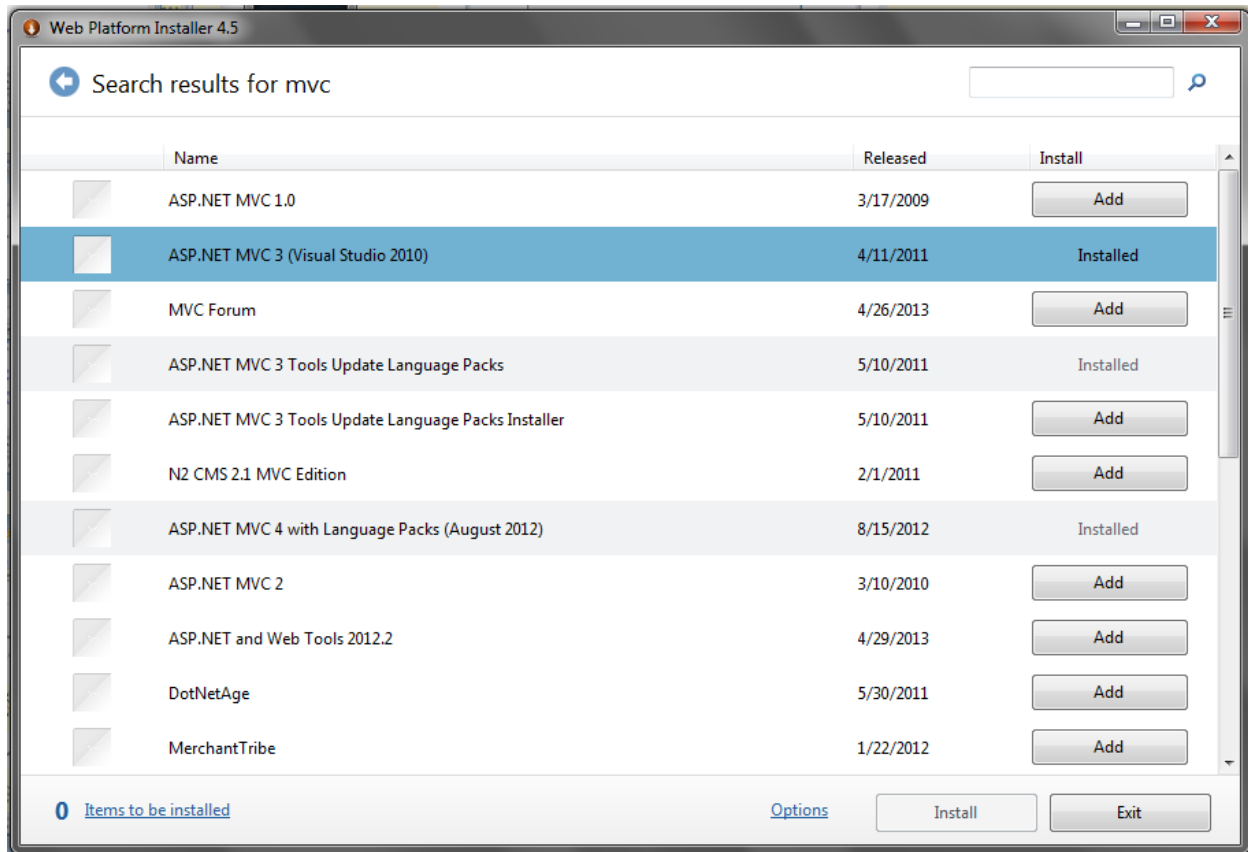 Web Platform Installer 4.5
Search results for mvc
Name Released Install
ASP.NET MVC 1.0 3/17/2009 Add
ASP.NET MVC 3 (Visual Studio 2010) 4/11/2011 Installed
MVC Forum 4/26/2013 Add
ASP.NET MVC 3 Tools Update Language Packs 5/10/2011 Installed
ASP.NET MVC 3 Tools Update Language Packs Installer 5/10/2011 Add
N2 CMS 2.1 MVC Edition 2/1/2011 Add
ASP.NET MVC 4 with Language Packs (August 2012) 8/15/2012 Installed
ASP.NET MVC 2 3/10/2010 Add
ASP.NET and Web Tools 2012.2 4/29/2013 Add
DotNetAge 5/30/2011 Add
MerchantTribe 1/22/2012 Add
0 Items to be installed Options Install Exit